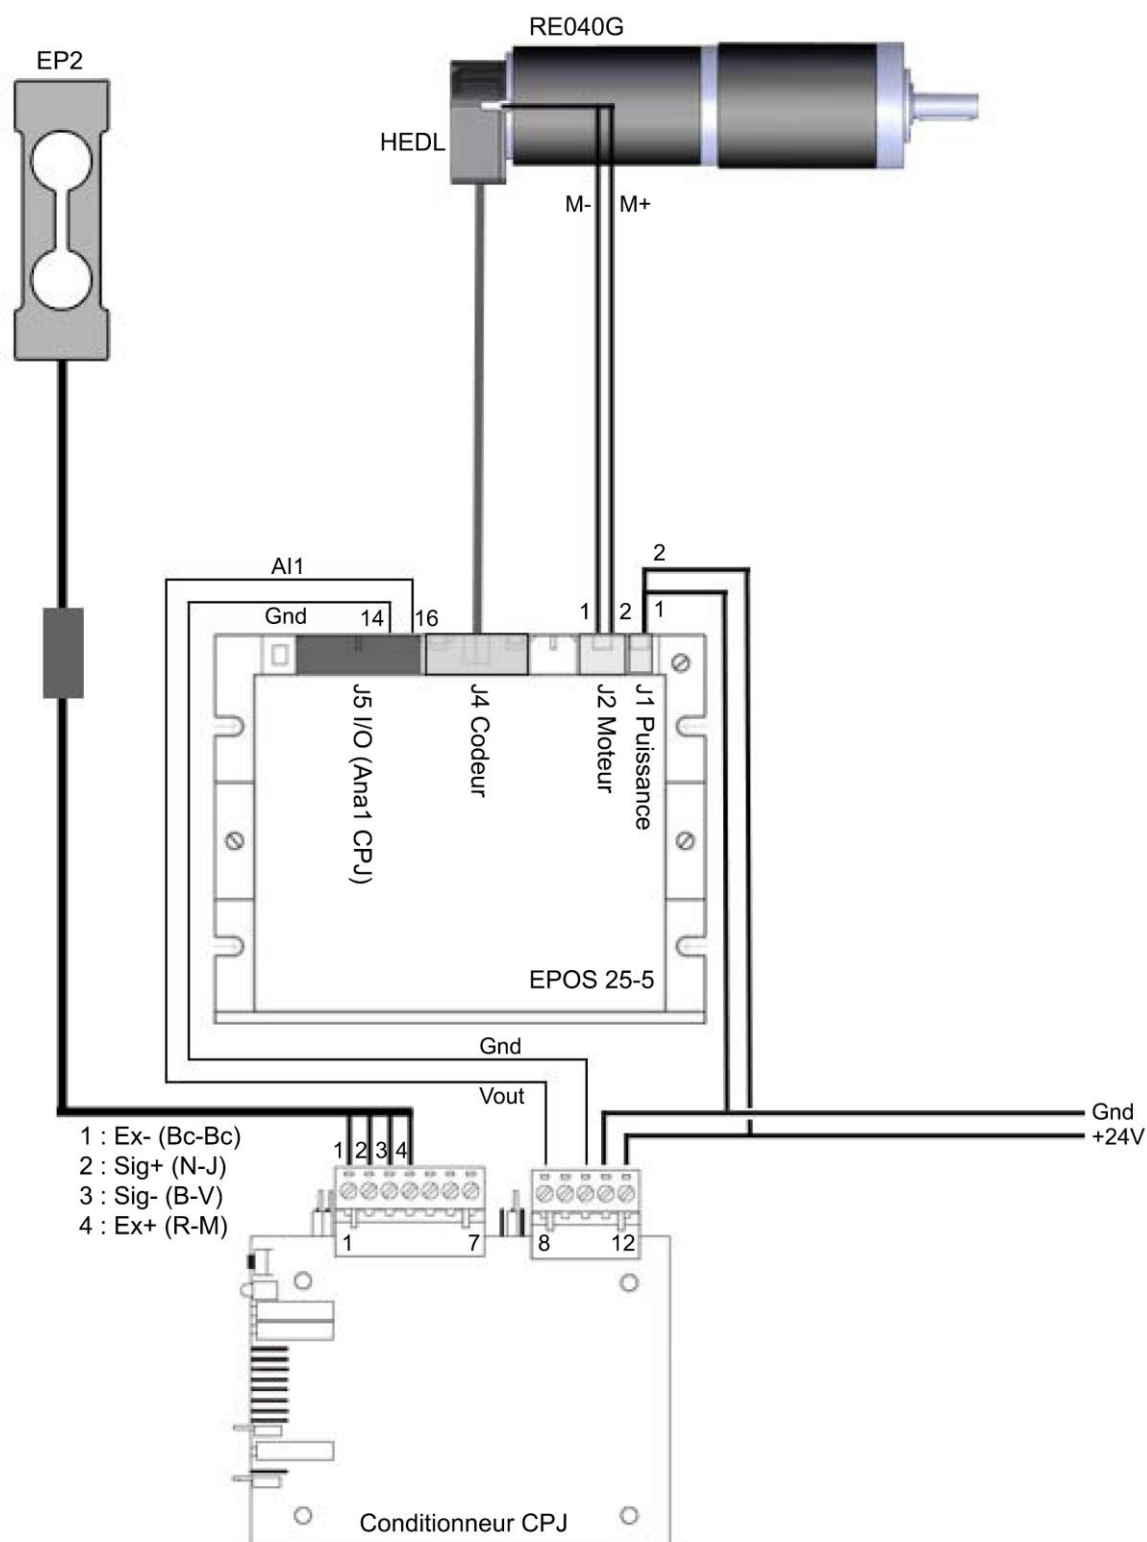 RE040G
EP2
HEDL
M- M+
2
AI1
Gnd 14 16 1 2 1
J5 I/O (Ana1 CPJ)
J4 Codeur
J2 Moteur
J1 Puissance
EPOS 25-5
Gnd
Vout
Gnd
+24V
1 : Ex- (Bc-Bc)
2 : Sig+ (N-J)
3 : Sig- (B-V)
4 : Ex+ (R-M)
1 2 3 4
1 7 8 12
Conditionneur CPJ